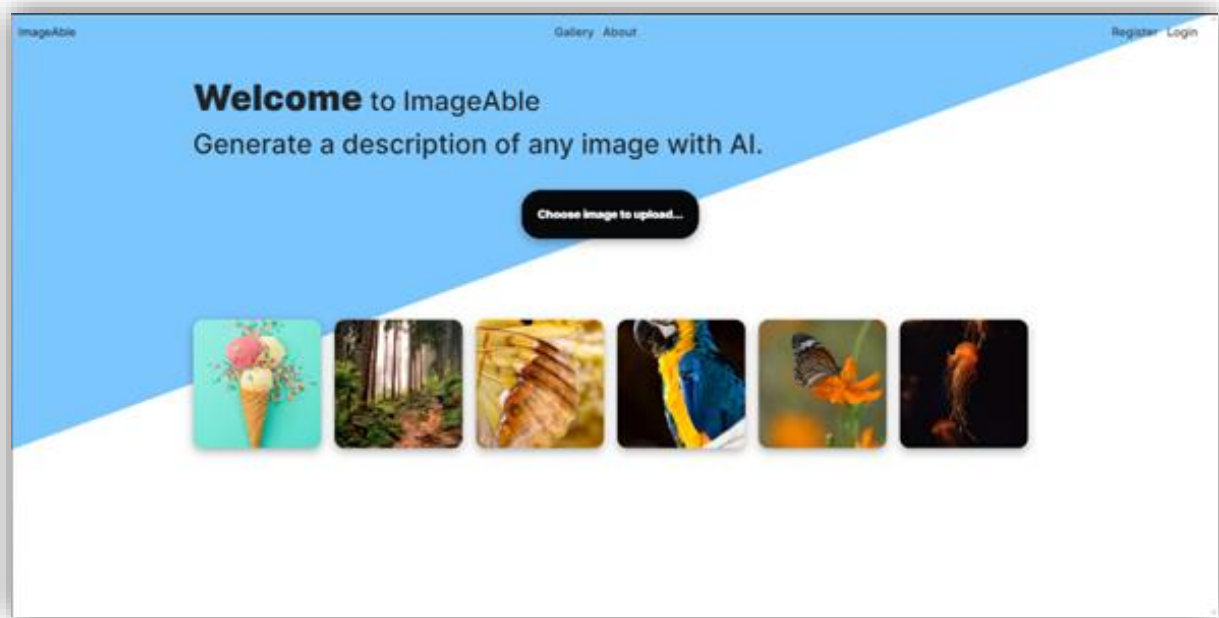 ImageAble
Gallery About
Register Login
Welcome to ImageAble
Generate a description of any image with AI.
Choose image to upload...